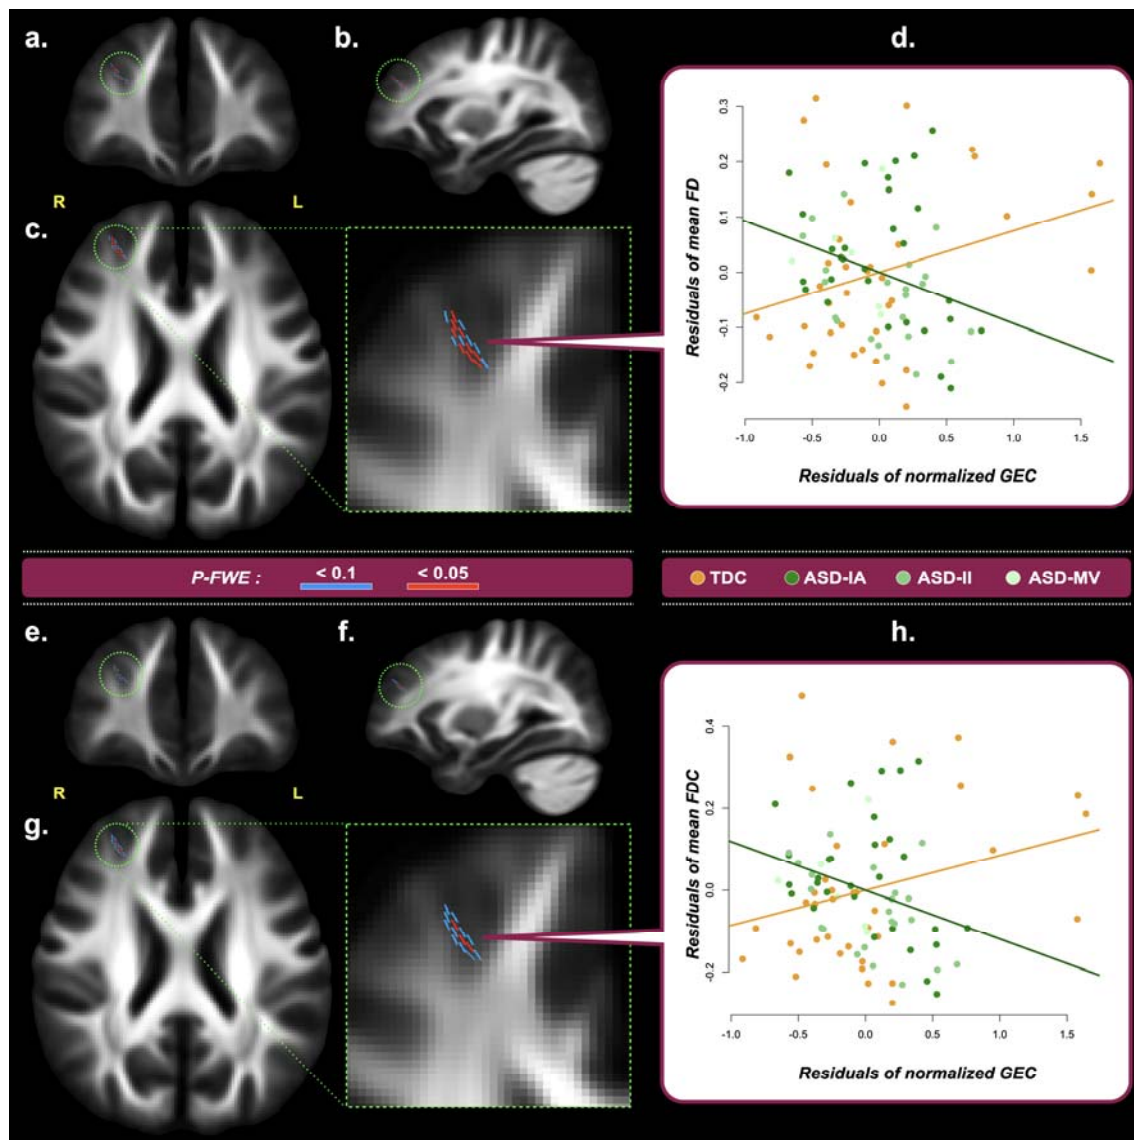 a.
b.
d.
R
L
c.
Residuals of mean FD
0.3
0.2
0.1
0.0
-0.1
-0.2
-1.0 -0.5 0.0 0.5 1.0 1.5
Residuals of normalized GEC
P-FWE : < 0.1 < 0.05
TDC ASD-IA ASD-II ASD-MV
e.
f.
h.
R
L
g.
Residuals of mean FDC
0.4
0.2
0.0
-0.2
-1.0 -0.5 0.0 0.5 1.0 1.5
Residuals of normalized GEC